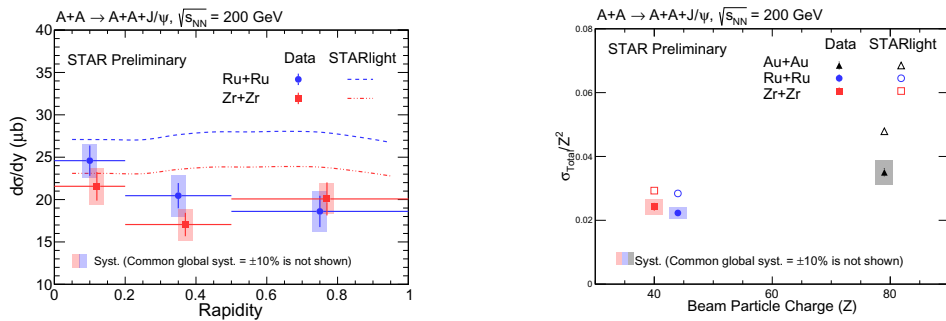 A+A → A+A+J/ψ, √s_NN = 200 GeV
STAR Preliminary
Data STARlight
Ru+Ru
Zr+Zr
dσ/dy (μb)
40
35
30
25
20
15
10
Syst. (Common global syst. = ±10% is not shown)
0 0.2 0.4 0.6 0.8 1
Rapidity
A+A → A+A+J/ψ, √s_NN = 200 GeV
STAR Preliminary
Data STARlight
Au+Au
Ru+Ru
Zr+Zr
σ_Total/Z²
0.08
0.06
0.04
0.02
0
Syst. (Common global syst. = ±10% is not shown)
40 60 80
Beam Particle Charge (Z)